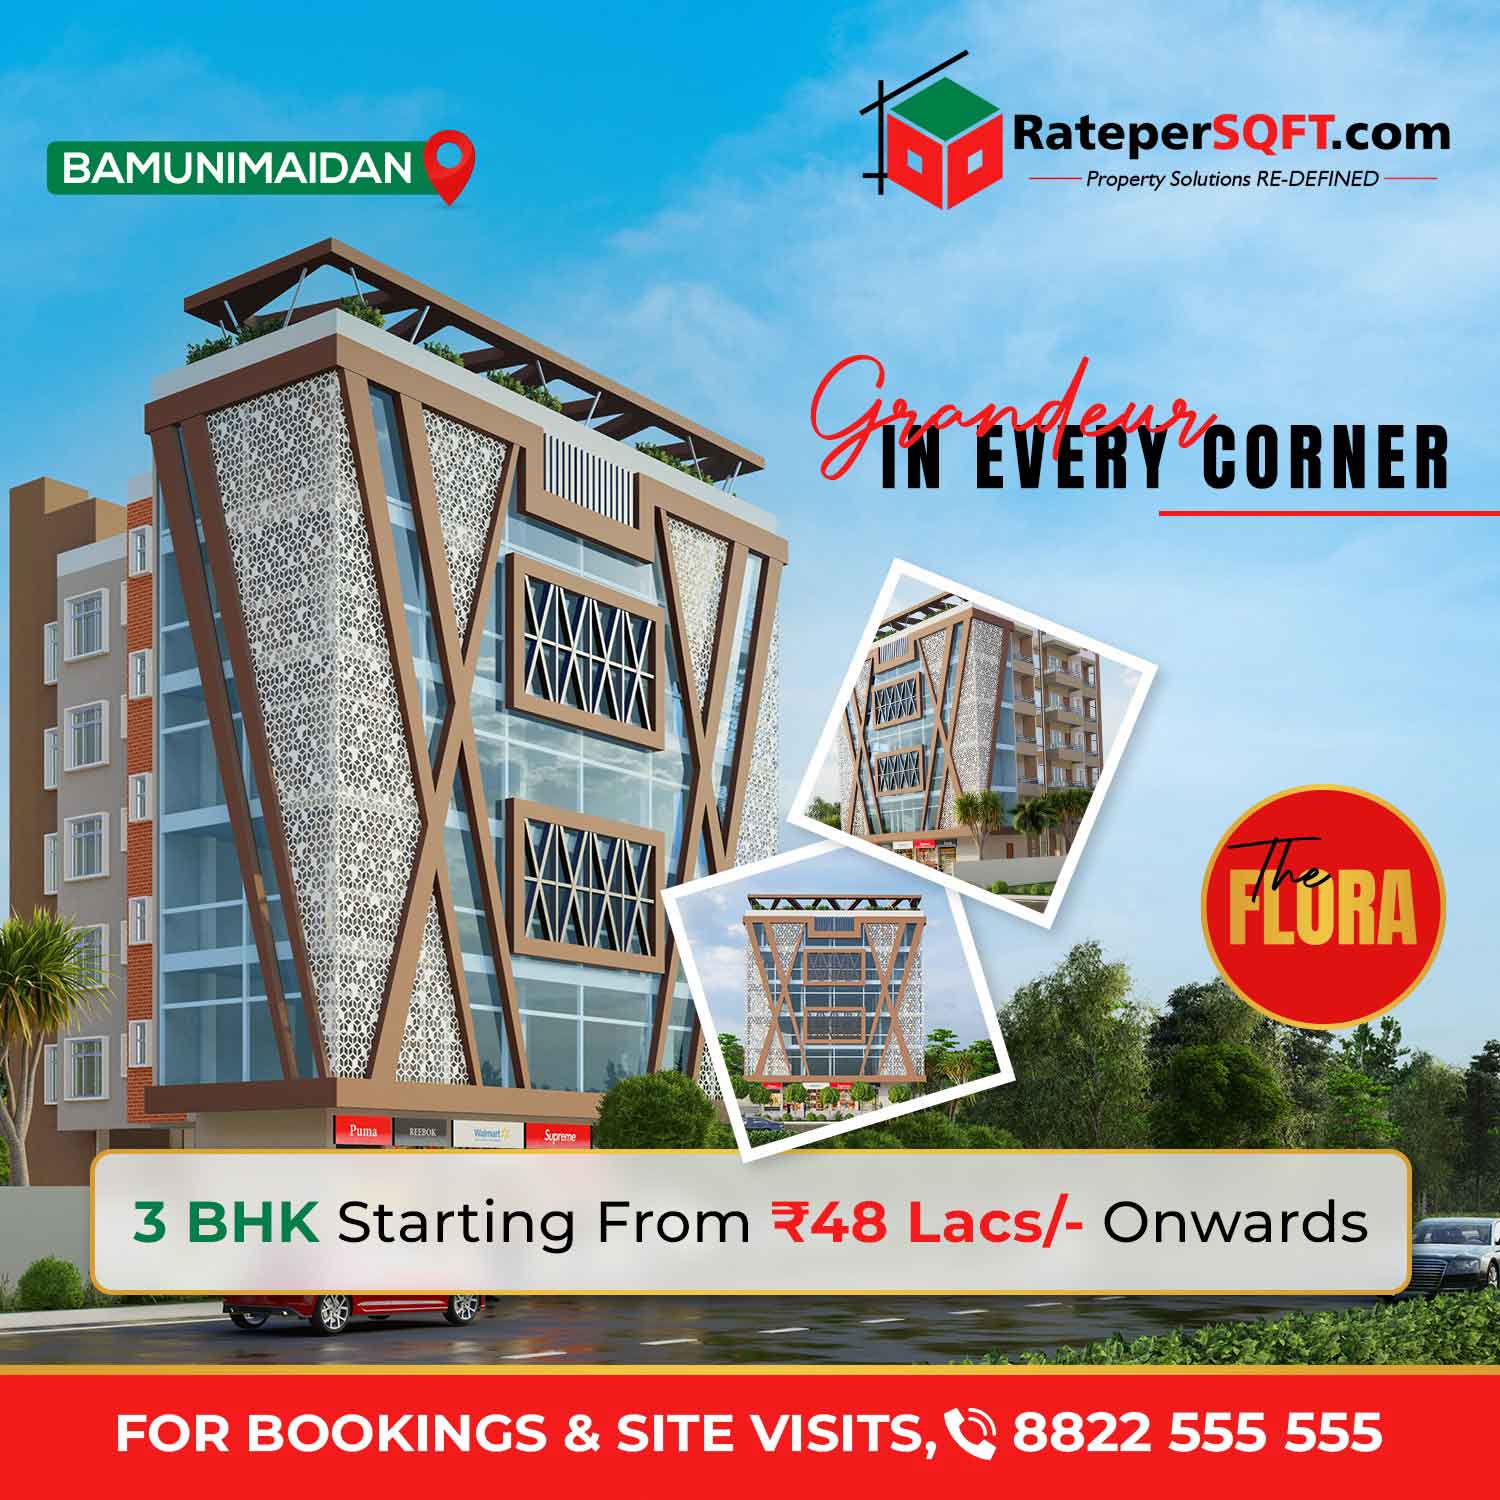 BAMUNIMAIDAN
RateperSQFT.com
Property Solutions RE-DEFINED
Grandeur
IN EVERY CORNER
The
FLORA
Puma
REEBOK
Walmart
Supreme
3 BHK Starting From ₹48 Lacs/- Onwards
FOR BOOKINGS & SITE VISITS, 8822 555 555